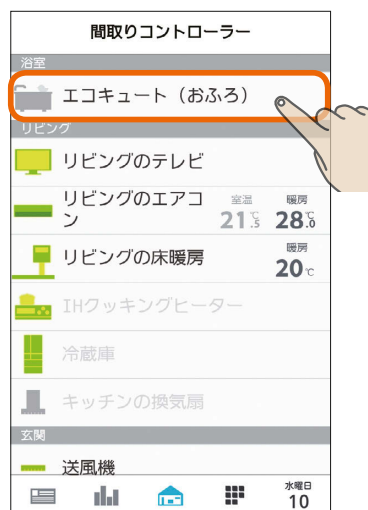 間取りコントローラー
浴室
エコキュート（おふろ）
リビング
リビングのテレビ
リビングのエアコン
室温 暖房
21℃.5 28℃.0
リビングの床暖房
暖房
20℃
IHクッキングヒーター
冷蔵庫
キッチンの換気扇
玄関
送風機
水曜日
10